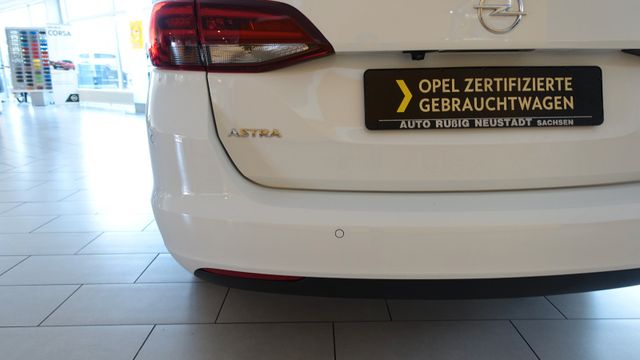 CORSA
OPEL ZERTIFIZIERTE
GEBRAUCHTWAGEN
AUTO RUßIG NEUSTADT SACHSEN
ASTRA